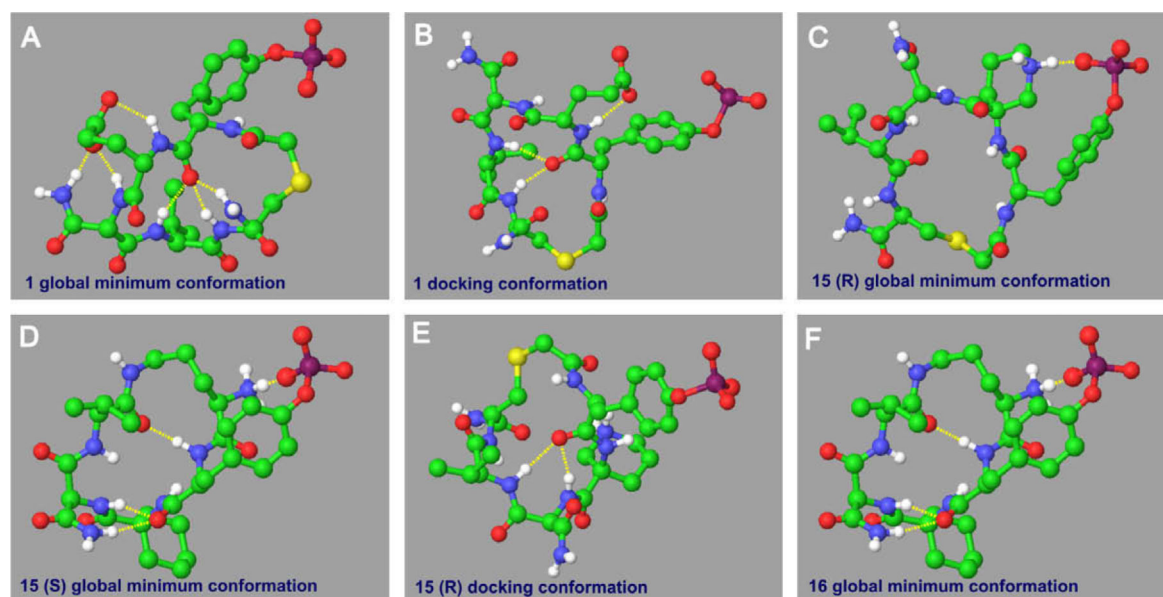 A
B
C
1 global minimum conformation
1 docking conformation
15 (R) global minimum conformation
D
E
F
15 (S) global minimum conformation
15 (R) docking conformation
16 global minimum conformation